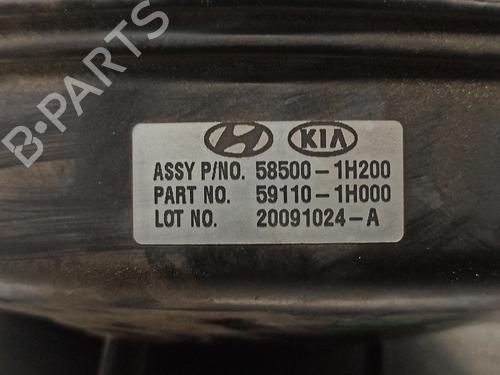 B-PARTS
KIA
ASSY P/NO. 58500-1H200
PART NO. 59110-1H000
LOT NO. 20091024-A